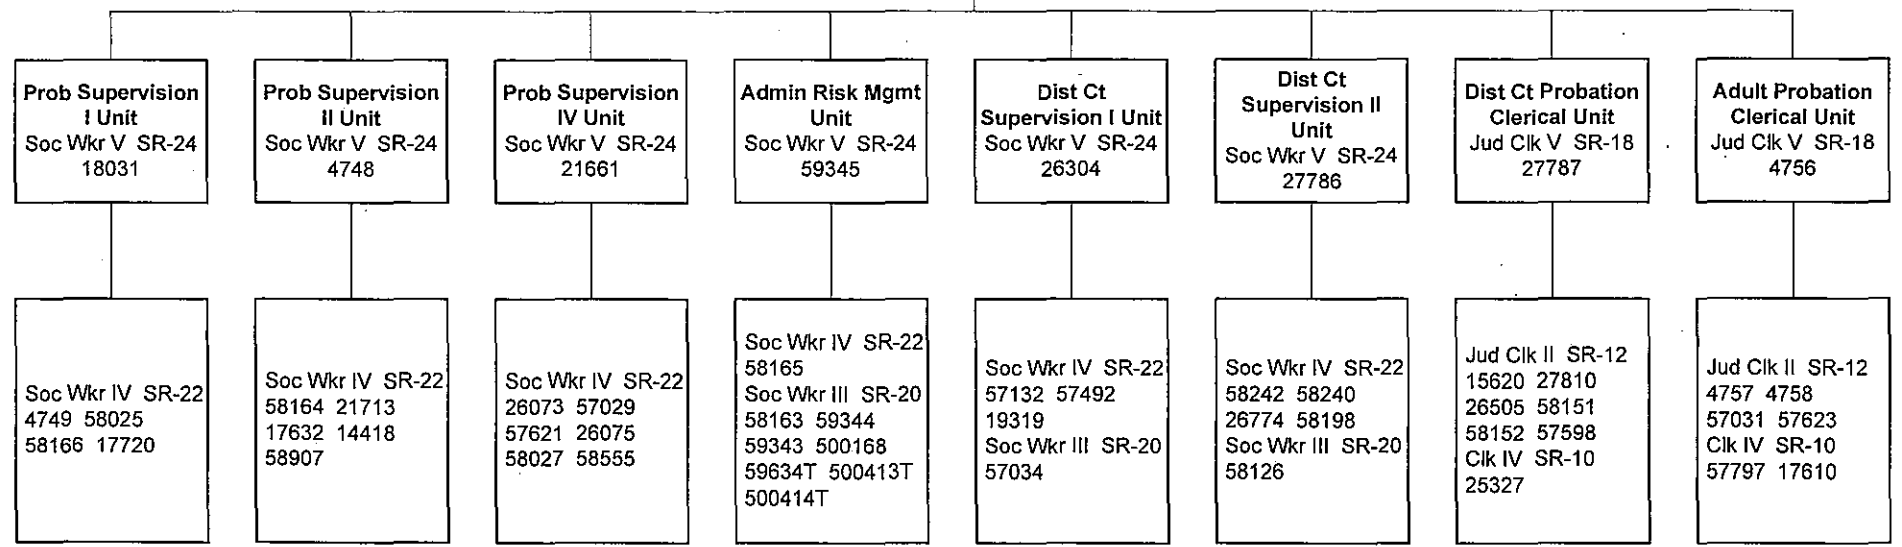 Prob Supervision
I Unit
Soc Wkr V SR-24
18031
Prob Supervision
II Unit
Soc Wkr V SR-24
4748
Prob Supervision
IV Unit
Soc Wkr V SR-24
21661
Admin Risk Mgmt
Unit
Soc Wkr V SR-24
59345
Dist Ct
Supervision I Unit
Soc Wkr V SR-24
26304
Dist Ct
Supervision II
Unit
Soc Wkr V SR-24
27786
Dist Ct Probation
Clerical Unit
Jud Clk V SR-18
27787
Adult Probation
Clerical Unit
Jud Clk V SR-18
4756
Soc Wkr IV SR-22
4749 58025
58166 17720
Soc Wkr IV SR-22
58164 21713
17632 14418
58907
Soc Wkr IV SR-22
26073 57029
57621 26075
58027 58555
Soc Wkr IV SR-22
58165
Soc Wkr III SR-20
58163 59344
59343 500168
59634T 500413T
500414T
Soc Wkr IV SR-22
57132 57492
19319
Soc Wkr III SR-20
57034
Soc Wkr IV SR-22
58242 58240
26774 58198
Soc Wkr III SR-20
58126
Jud Clk II SR-12
15620 27810
26505 58151
58152 57598
Clk IV SR-10
25327
Jud Clk II SR-12
4757 4758
57031 57623
Clk IV SR-10
57797 17610